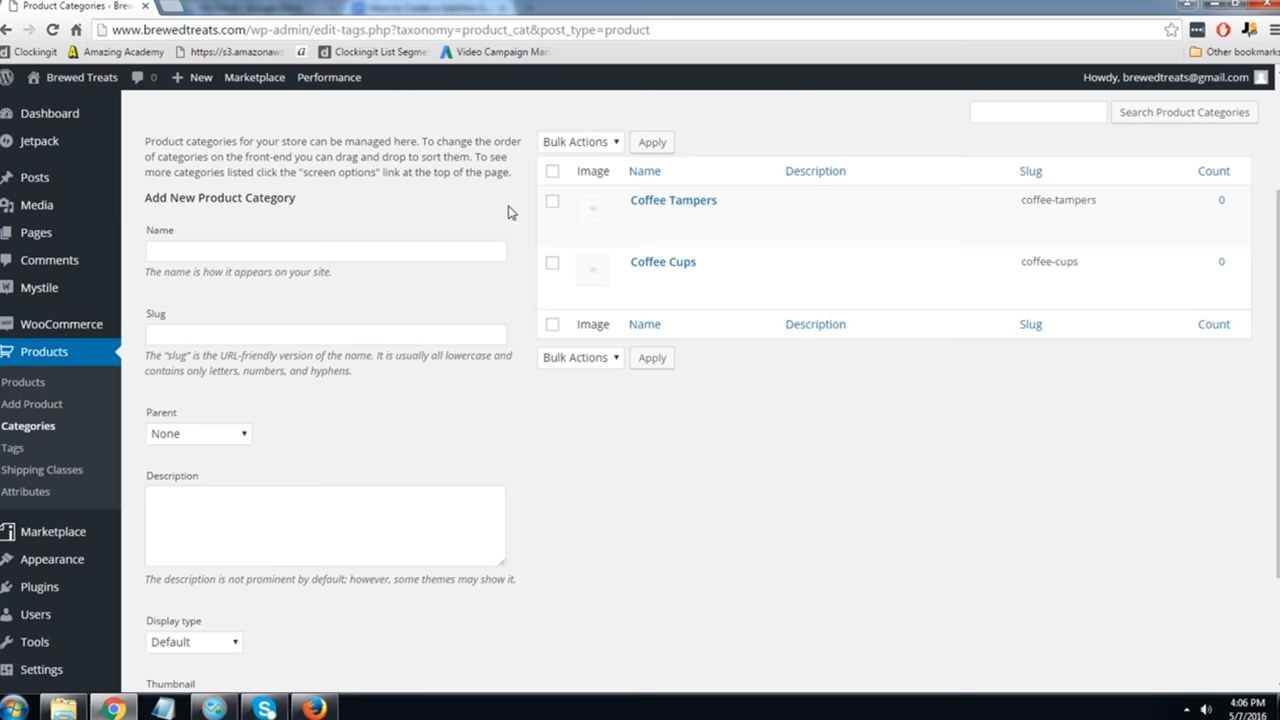 Product Categories ‹ Brew
www.brewedtreats.com/wp-admin/edit-tags.php?taxonomy=product_cat&post_type=product
Clockingit Amazing Academy https://s3.amazonaws Clockingit List Segme Video Campaign Man Other bookmarks
Brewed Treats 0 New Marketplace Performance Howdy, brewedtreats@gmail.com
Dashboard
Jetpack
Posts
Media
Pages
Comments
Mystile
WooCommerce
Products
Products
Add Product
Categories
Tags
Shipping Classes
Attributes
Marketplace
Appearance
Plugins
Users
Tools
Settings
Product categories for your store can be managed here. To change the order
of categories on the front-end you can drag and drop to sort them. To see
more categories listed click the "screen options" link at the top of the page.
Add New Product Category
Name
The name is how it appears on your site.
Slug
The “slug” is the URL-friendly version of the name. It is usually all lowercase and
contains only letters, numbers, and hyphens.
Parent
None
Description
The description is not prominent by default; however, some themes may show it.
Display type
Default
Thumbnail
Search Product Categories
Bulk Actions Apply
Image Name Description Slug Count
Coffee Tampers coffee-tampers 0
Coffee Cups coffee-cups 0
Image Name Description Slug Count
Bulk Actions Apply
4:06 PM
5/7/2016